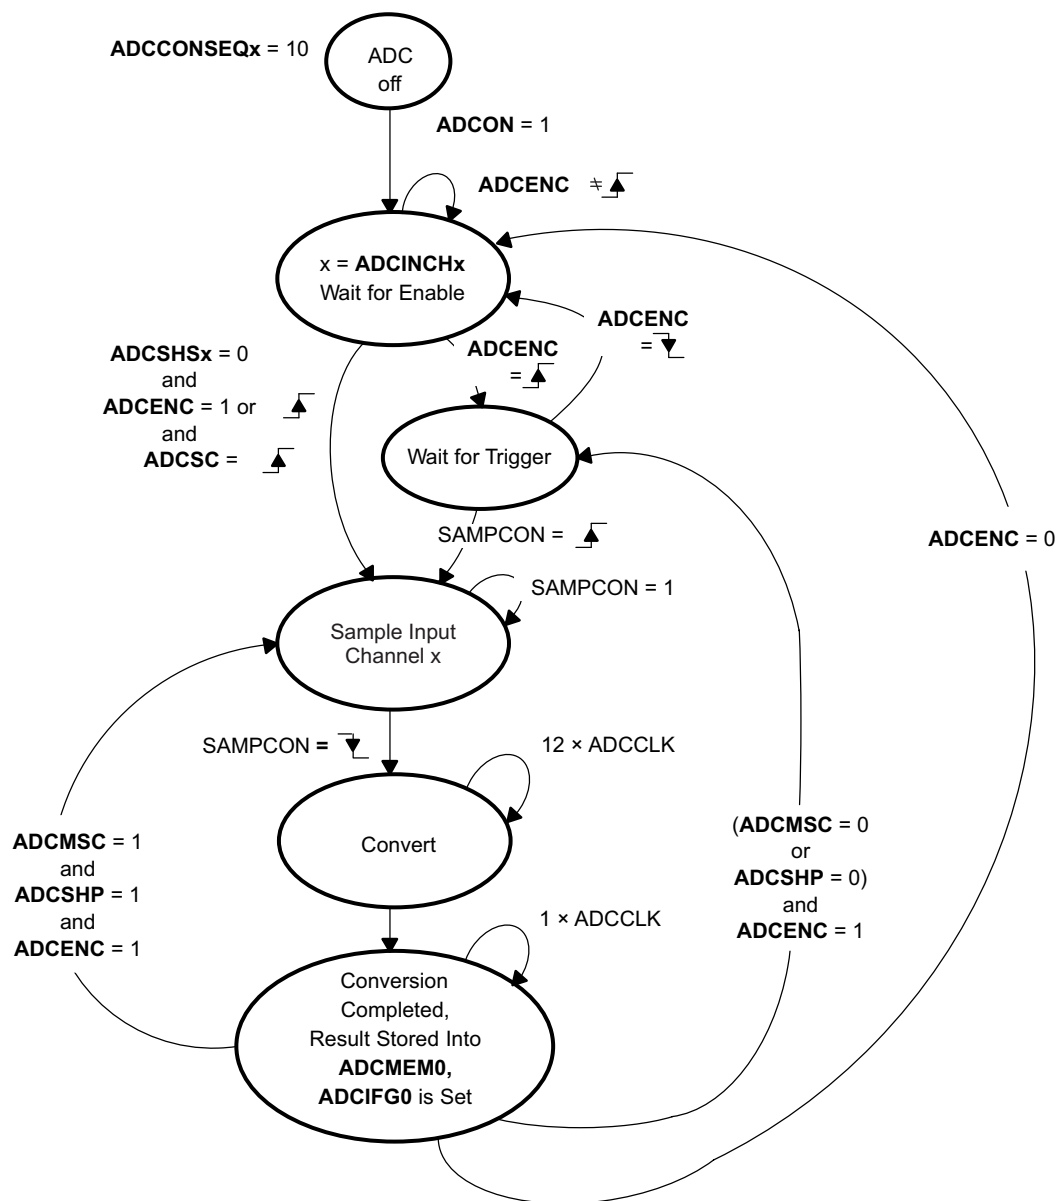 ADCCONSEQx = 10
ADC
off
ADCON = 1
ADCENC ≠
x = ADCINCHx
Wait for Enable
ADCENC
=
ADCENC
=
ADCSHSx = 0
and
ADCENC = 1 or
and
ADCSC =
Wait for Trigger
SAMPCON =
ADCENC = 0
SAMPCON = 1
Sample Input
Channel x
SAMPCON =
12 × ADCCLK
Convert
ADCMSC = 1
and
ADCSHP = 1
and
ADCENC = 1
(ADCMSC = 0
or
ADCSHP = 0)
and
ADCENC = 1
1 × ADCCLK
Conversion
Completed,
Result Stored Into
ADCMEM0,
ADCIFG0 is Set